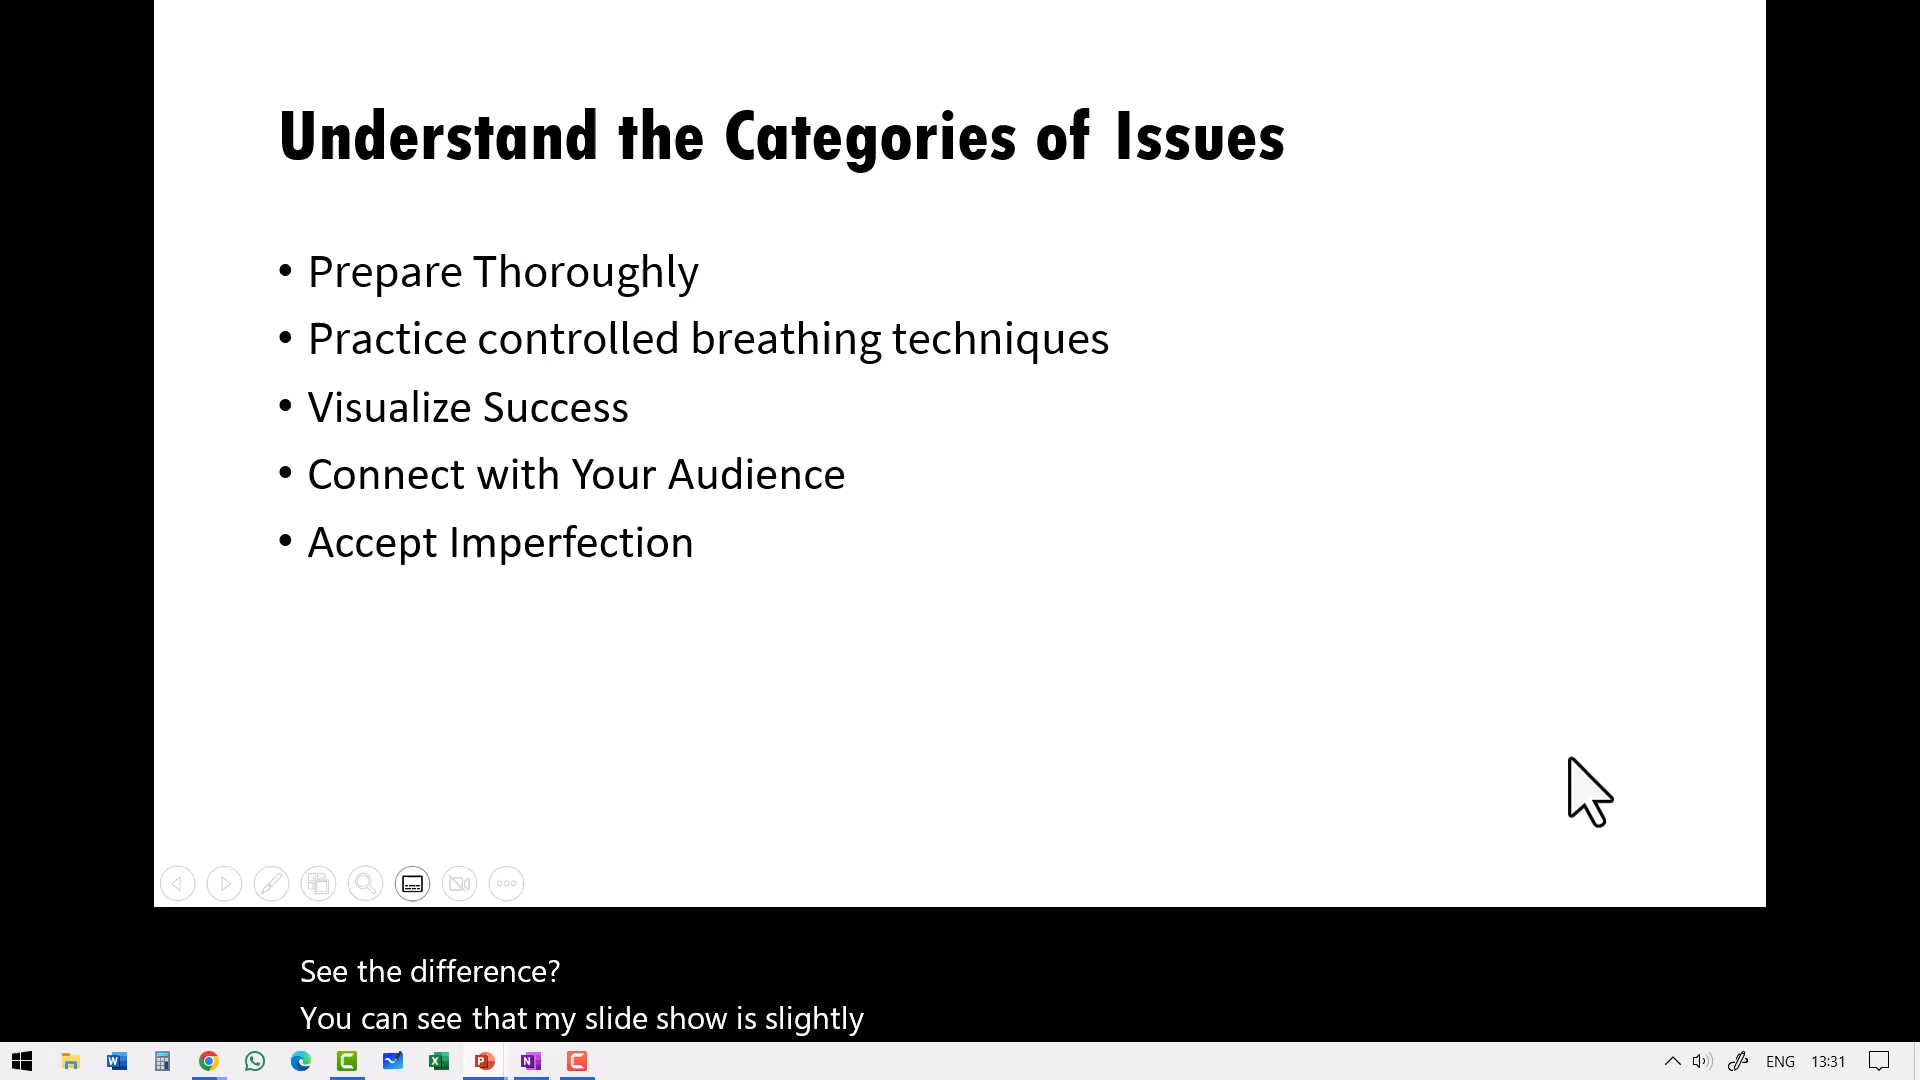 Understand the Categories of Issues
• Prepare Thoroughly
• Practice controlled breathing techniques
• Visualize Success
• Connect with Your Audience
• Accept Imperfection
See the difference?
You can see that my slide show is slightly
ENG 13:31